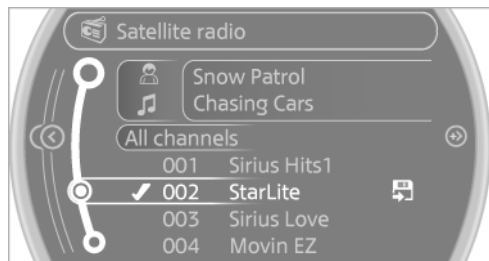 Satellite radio
Snow Patrol
Chasing Cars
All channels
001 Sirius Hits1
002 StarLite
003 Sirius Love
004 Movin EZ